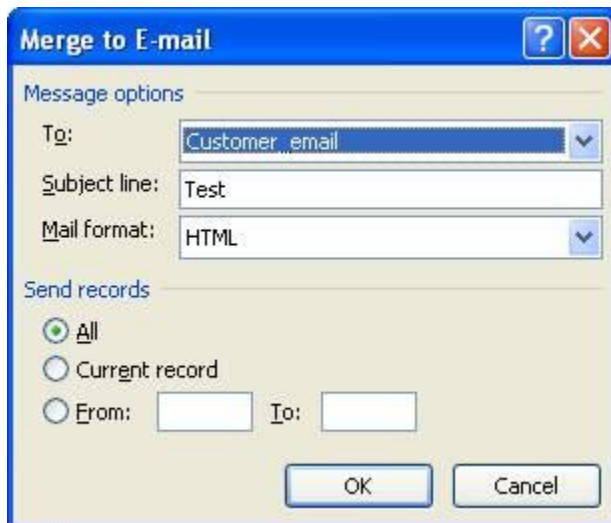 Merge to E-mail
Message options
To: Customer_email
Subject line: Test
Mail format: HTML
Send records
All
Current record
From: To:
OK Cancel